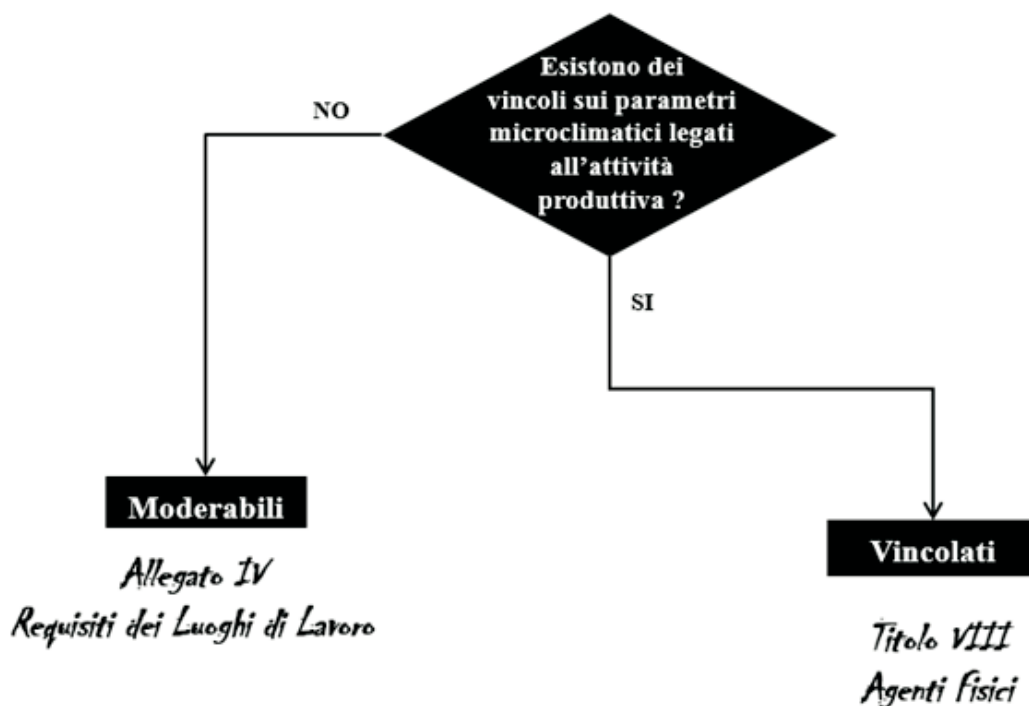 Esistono dei
vincoli sui parametri
microclimatici legati
all'attività
produttiva ?
NO
SI
Moderabili
Allegato IV
Requisiti dei Luoghi di Lavoro
Vincolati
Titolo VIII
Agenti Fisici